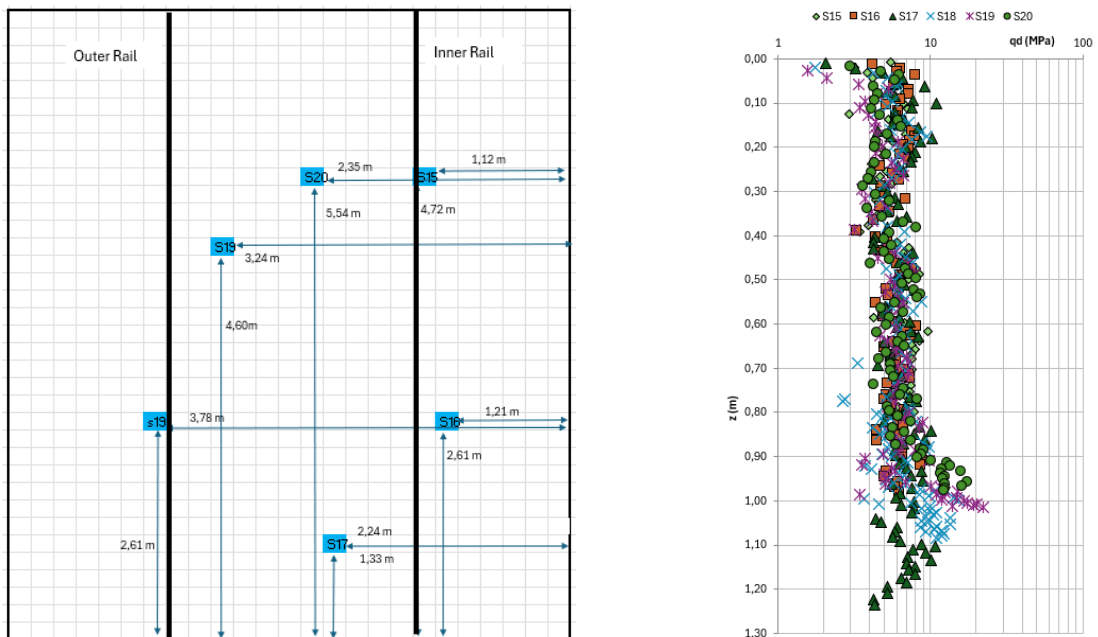 Outer Rail
Inner Rail
1,12 m
2,35 m
S20
S15
5,54 m
4,72 m
S19
3,24 m
4,60m
s19
3,78 m
1,21 m
S16
2,61 m
2,61 m
2,24 m
S17
1,33 m
S15 S16 S17 S18 S19 S20
1 10 qd (MPa) 100
0,00
0,10
0,20
0,30
0,40
0,50
0,60
0,70
z (m)
0,80
0,90
1,00
1,10
1,20
1.30